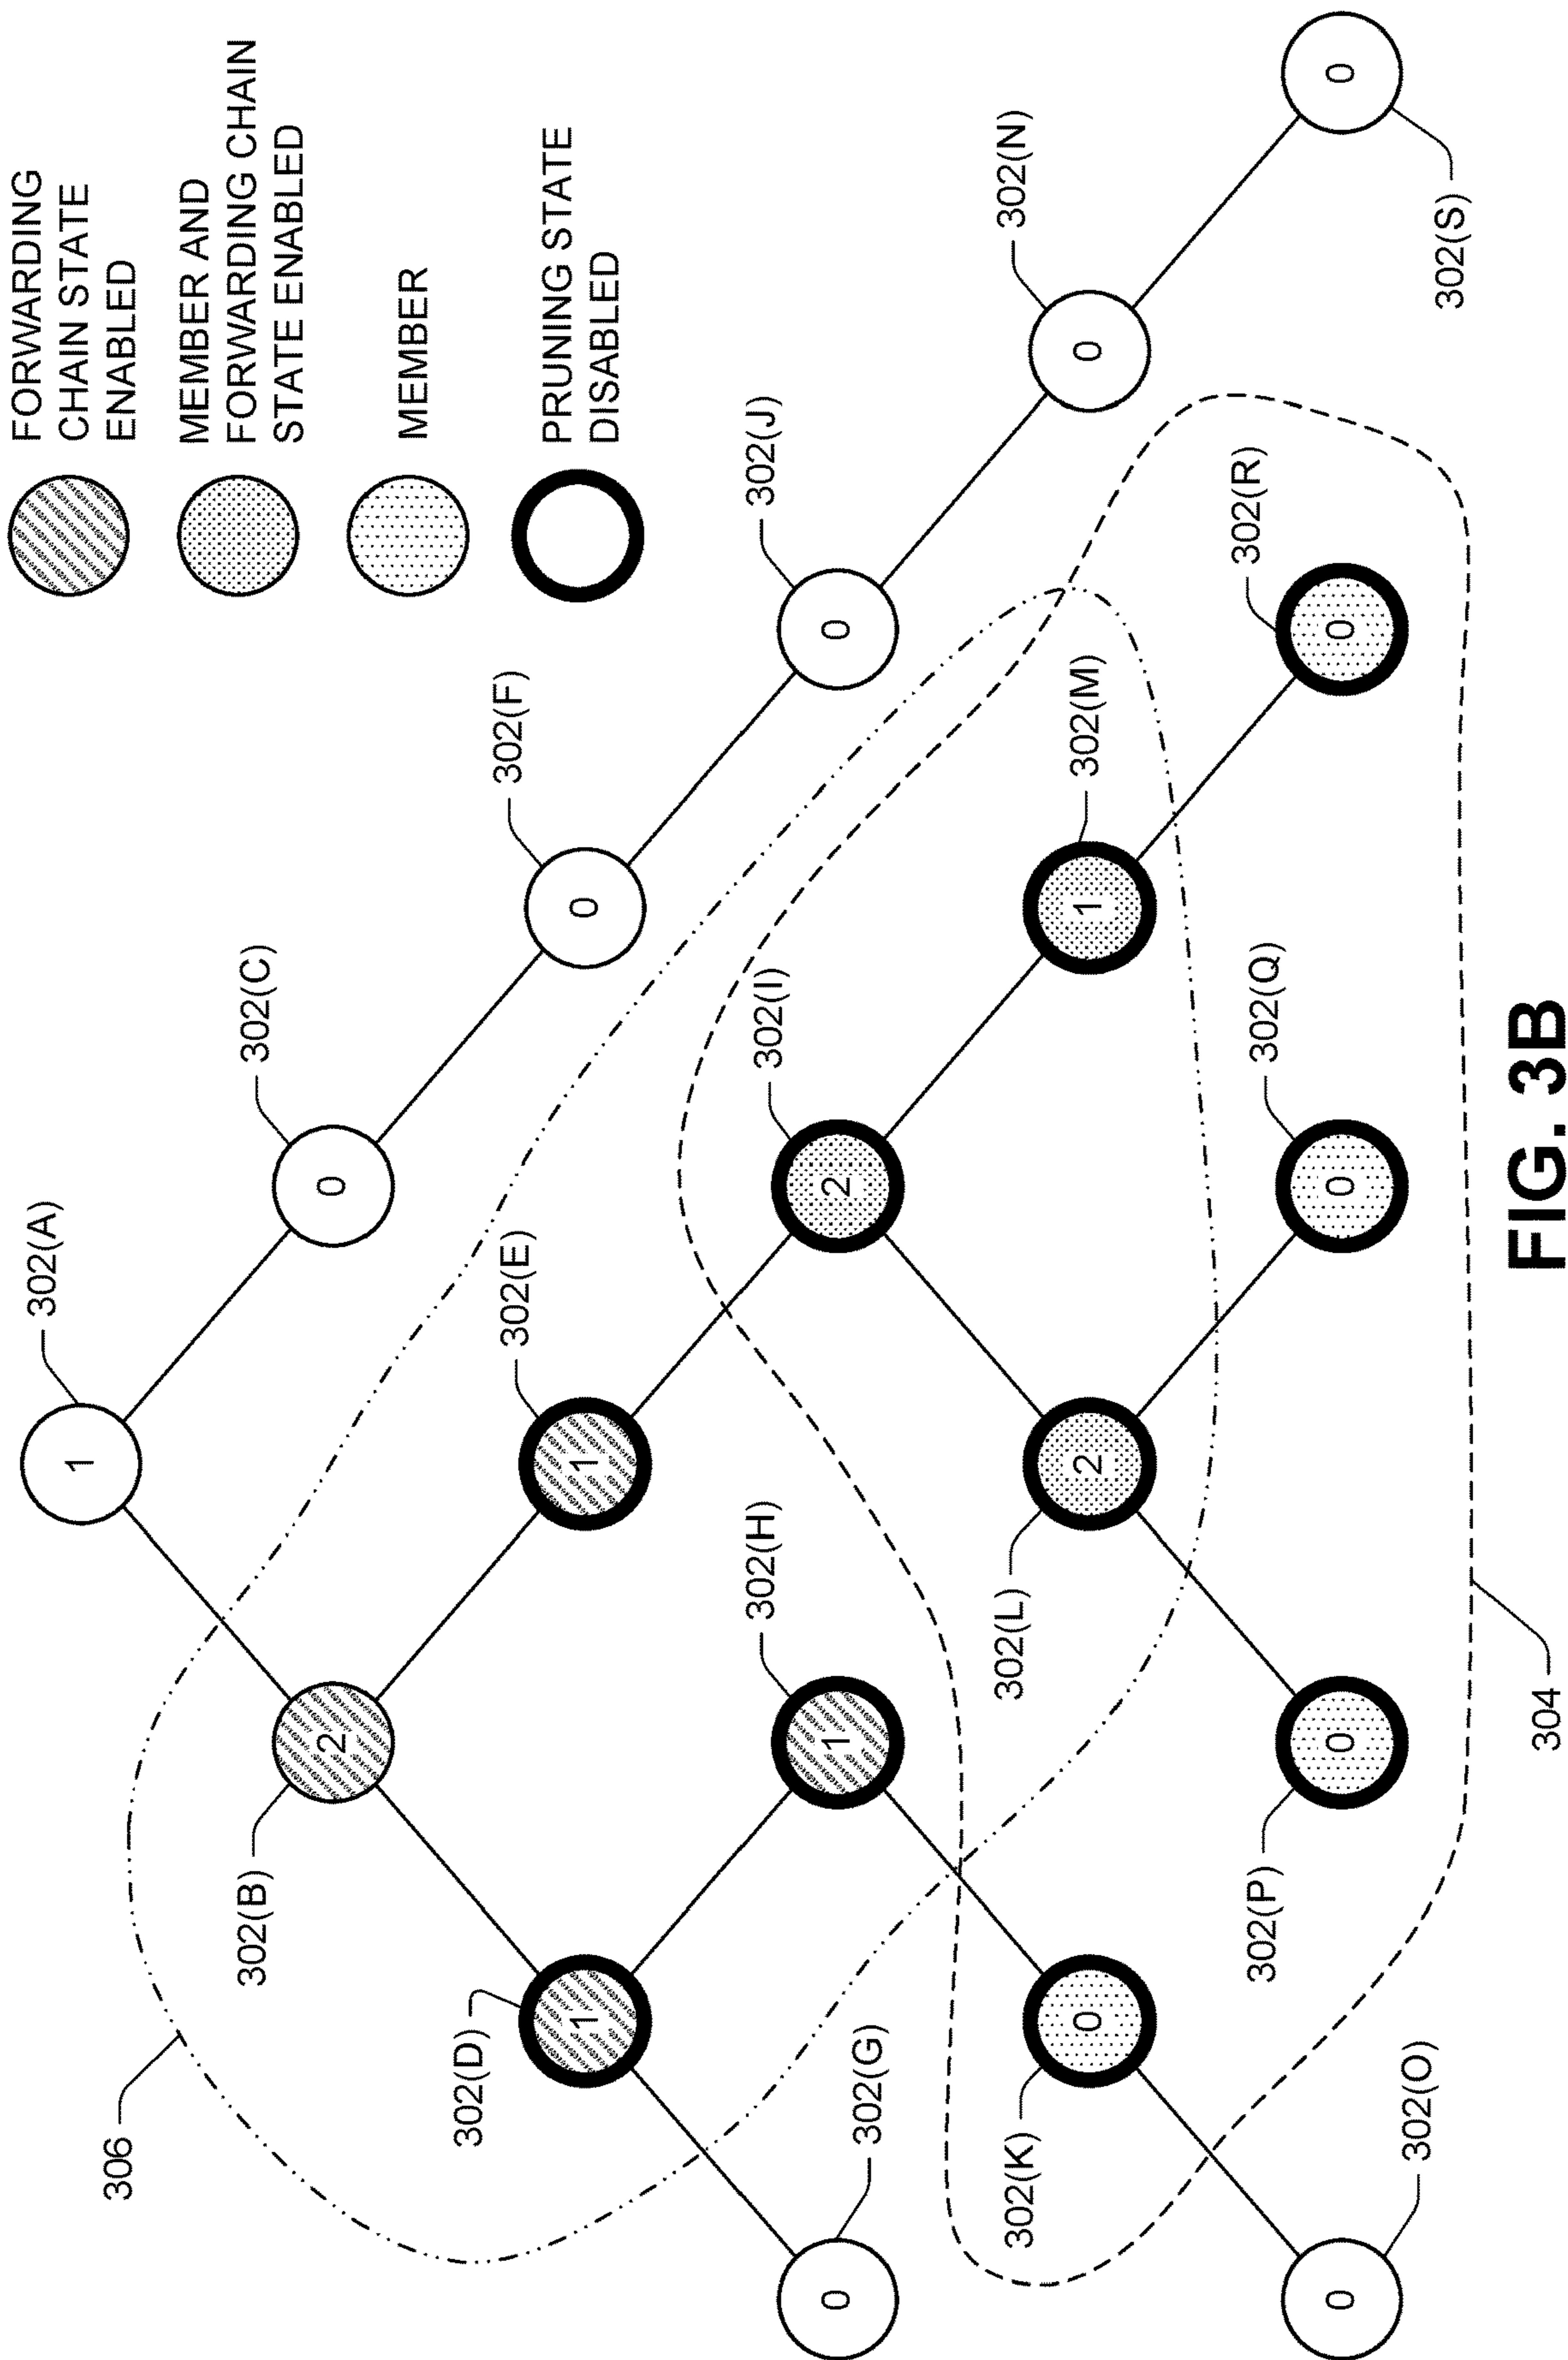 FORWARDING
CHAIN STATE
ENABLED
MEMBER AND
FORWARDING CHAIN
STATE ENABLED
MEMBER
PRUNING STATE
DISABLED
302(A)
1
306
302(B)
2
302(C)
0
302(D)
1
302(E)
1
302(F)
0
302(G)
0
302(H)
1
302(I)
2
302(J)
0
302(K)
0
302(L)
2
302(M)
1
302(N)
0
302(O)
0
302(P)
0
302(Q)
0
302(R)
0
302(S)
0
304
FIG. 3B